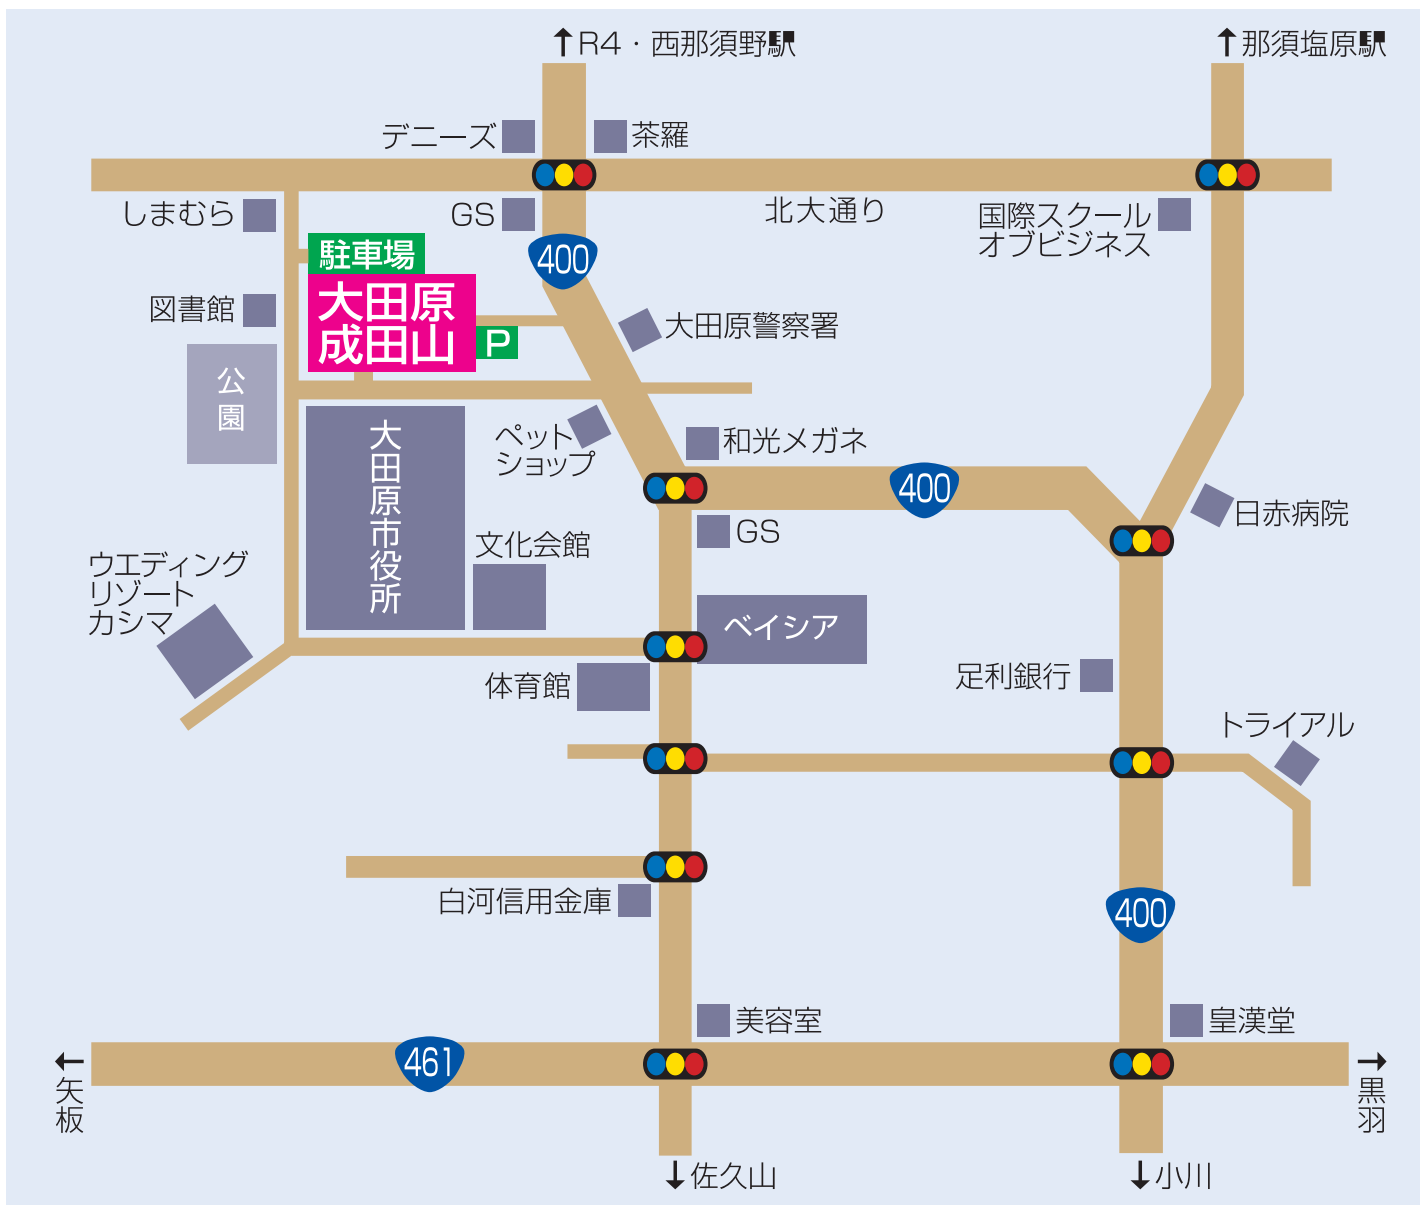 ↑R4・西那須野駅
↑那須塩原駅
デニーズ
茶羅
しまむら
GS
北大通り
国際スクール
オブビジネス
駐車場
400
大田原
成田山
P
図書館
大田原警察署
公園
大田原市役所
ペット
ショップ
和光メガネ
400
GS
日赤病院
文化会館
ウエディング
リゾート
カシマ
ベイシア
体育館
足利銀行
トライアル
白河信用金庫
400
美容室
皇漢堂
461
←
矢板
→
黒羽
↓佐久山
↓小川